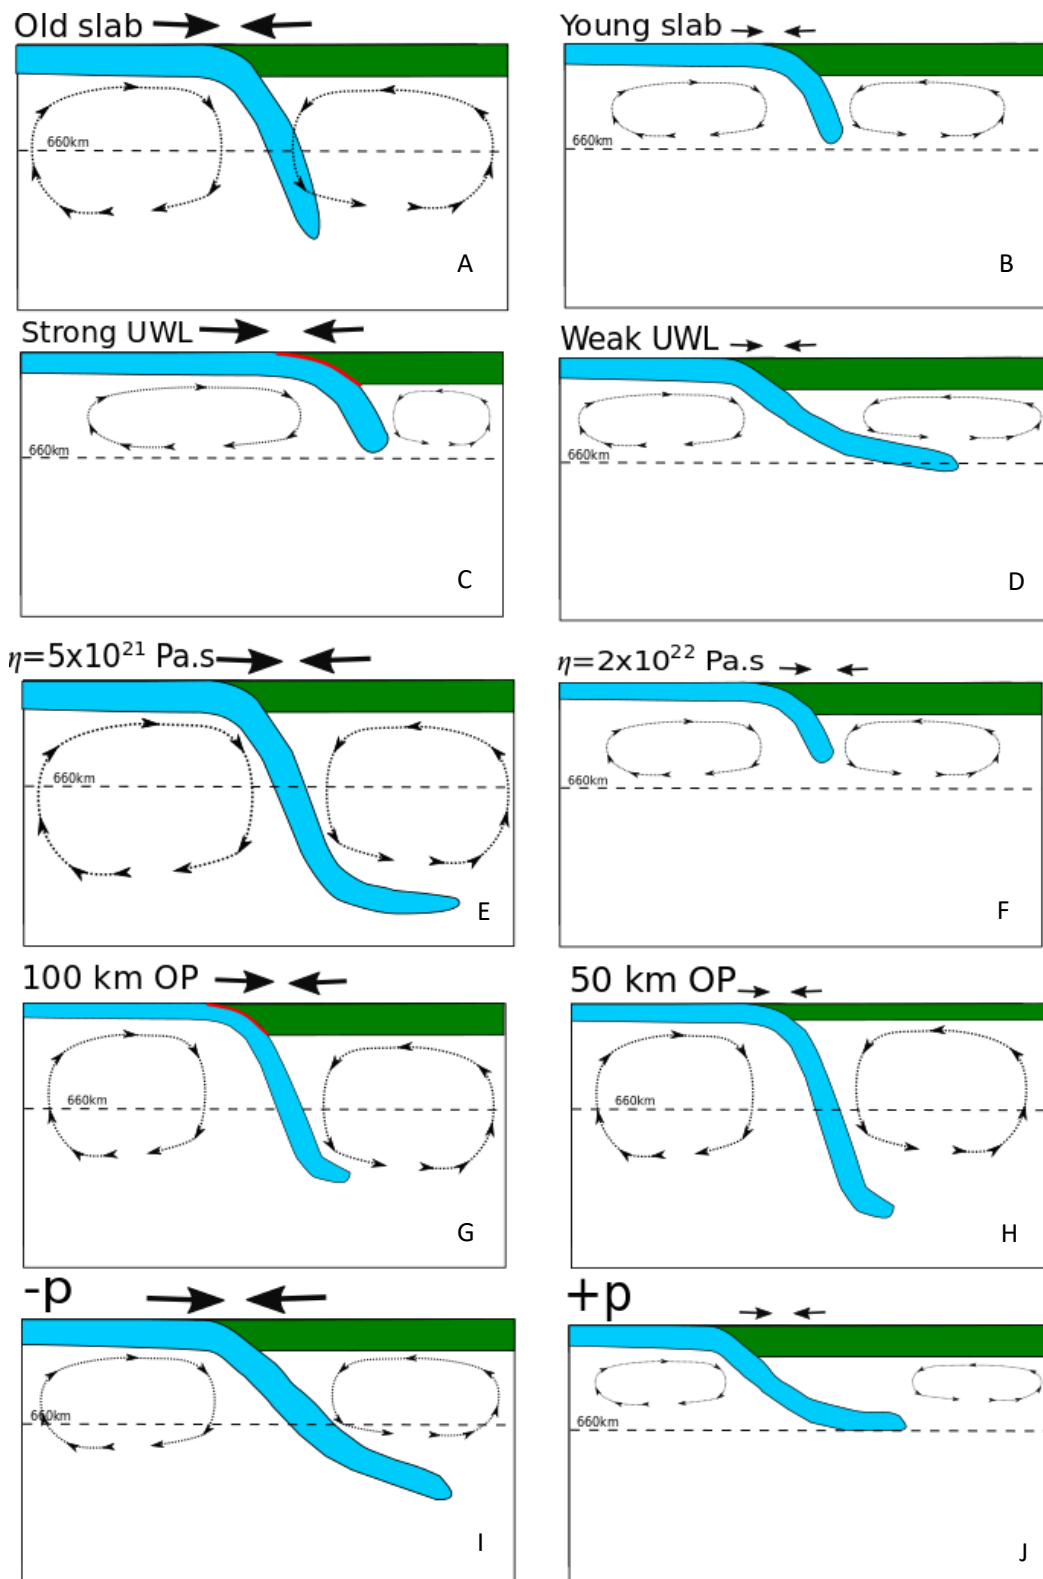 Old slab
660km
A
Young slab
660km
B
Strong UWL
660km
C
Weak UWL
660km
D
η=5x10²¹ Pa.s
660km
E
η=2x10²² Pa.s
660km
F
100 km OP
660km
G
50 km OP
660km
H
-p
660km
I
+p
660km
J